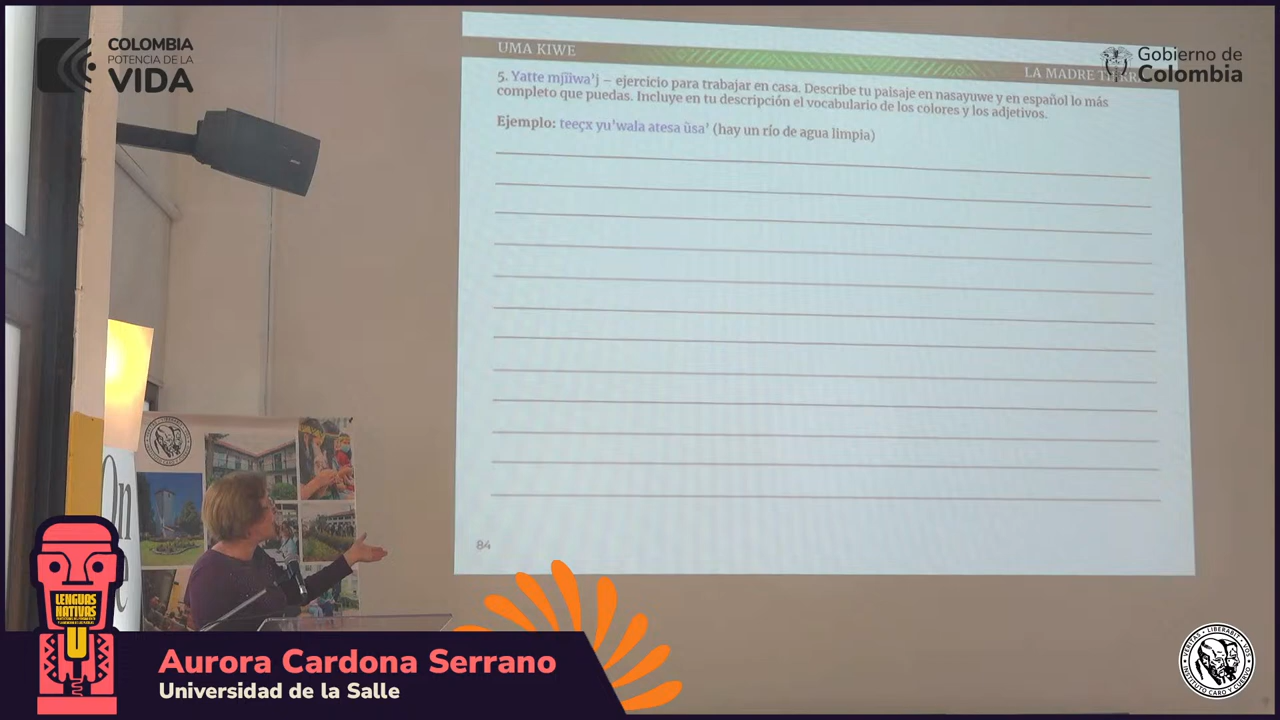 COLOMBIA
POTENCIA DE LA
VIDA
Gobierno de
Colombia
UMA KIWE
LA MADRE TIERRA
5. Yatte mjĩiwa’j – ejercicio para trabajar en casa. Describe tu paisaje en nasayuwe y en español lo más
completo que puedas. Incluye en tu descripción el vocabulario de los colores y los adjetivos.
Ejemplo: teeçx yu’wala atesa ũsa’ (hay un río de agua limpia)
84
LENGUAS
NATIVAS
Aurora Cardona Serrano
Universidad de la Salle